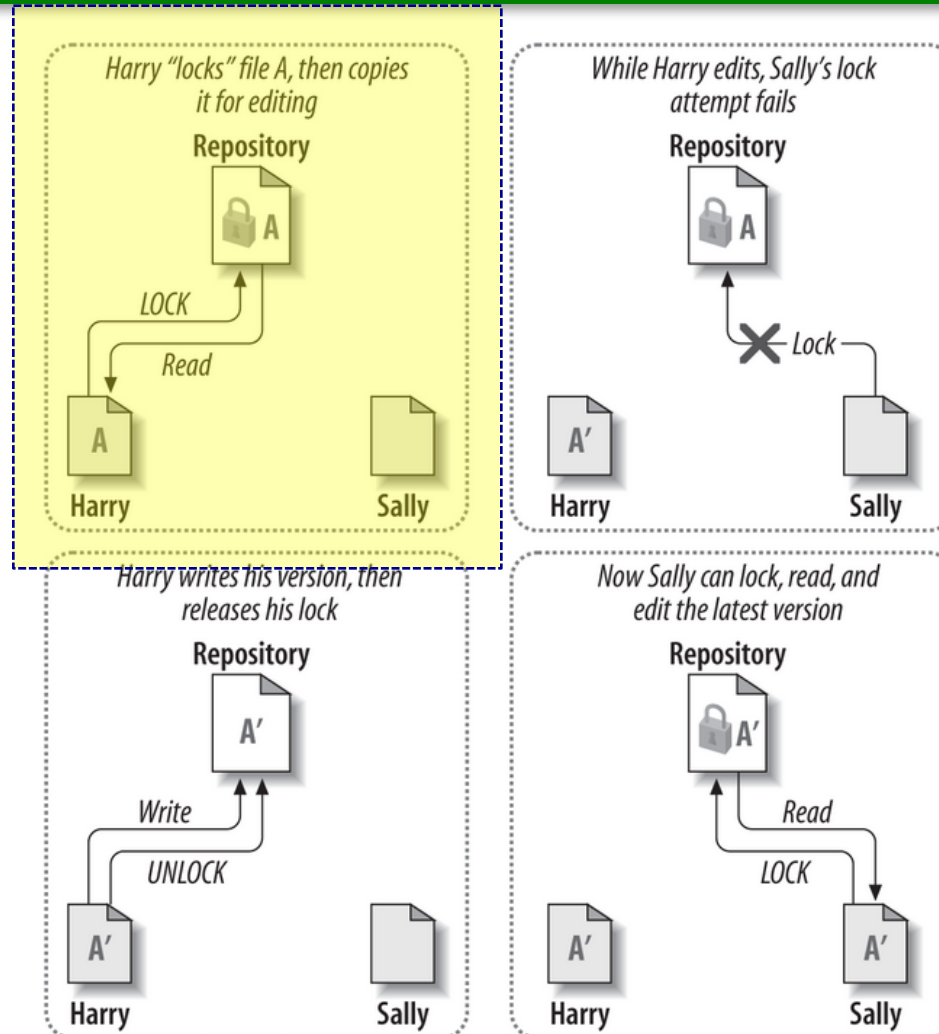 Harry “locks” file A, then copies
it for editing
Repository
A
LOCK
Read
A
Harry
Sally
While Harry edits, Sally’s lock
attempt fails
Repository
A
Lock
A’
Harry
Sally
Harry writes his version, then
releases his lock
Repository
A’
Write
UNLOCK
A’
Harry
Sally
Now Sally can lock, read, and
edit the latest version
Repository
A’
Read
LOCK
A’
Harry
A’
Sally